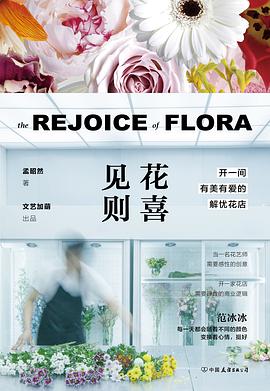 the REJOICE of FLORA
孟昭然
著
文艺加萌
出品
花喜
见则
开一间
有美有爱的
解忧花店
当一名花艺师
需要感性的创意
开一家花店
需要理性的商业逻辑
范冰冰
每一天都会随着不同的颜色
变换着心情，挺好
中国友谊出版公司